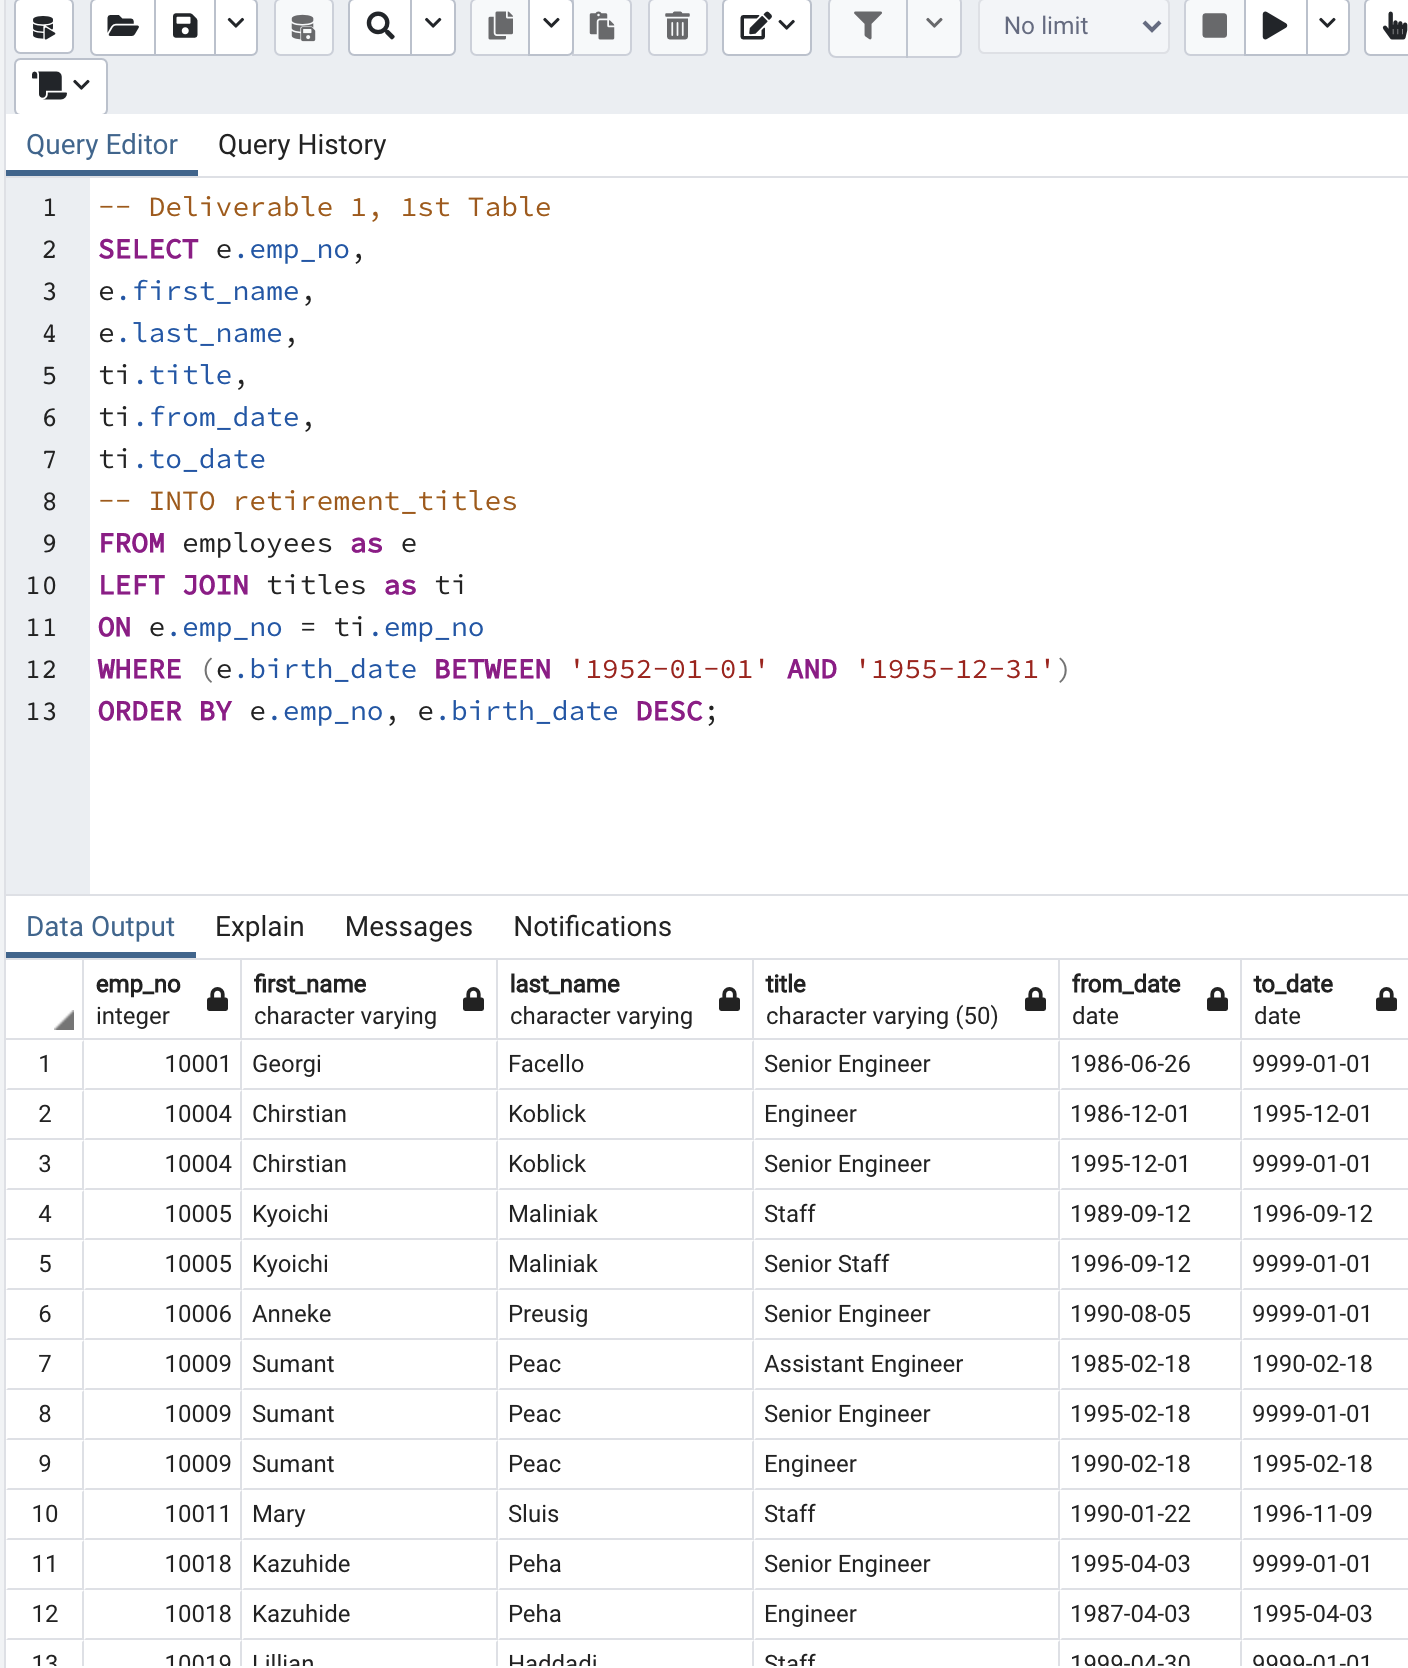 No limit
Query Editor Query History
1 -- Deliverable 1, 1st Table
2 SELECT e.emp_no,
3 e.first_name,
4 e.last_name,
5 ti.title,
6 ti.from_date,
7 ti.to_date
8 -- INTO retirement_titles
9 FROM employees as e
10 LEFT JOIN titles as ti
11 ON e.emp_no = ti.emp_no
12 WHERE (e.birth_date BETWEEN '1952-01-01' AND '1955-12-31')
13 ORDER BY e.emp_no, e.birth_date DESC;
Data Output Explain Messages Notifications
emp_no first_name last_name title from_date to_date
integer character varying character varying character varying (50) date date
1 10001 Georgi Facello Senior Engineer 1986-06-26 9999-01-01
2 10004 Chirstian Koblick Engineer 1986-12-01 1995-12-01
3 10004 Chirstian Koblick Senior Engineer 1995-12-01 9999-01-01
4 10005 Kyoichi Maliniak Staff 1989-09-12 1996-09-12
5 10005 Kyoichi Maliniak Senior Staff 1996-09-12 9999-01-01
6 10006 Anneke Preusig Senior Engineer 1990-08-05 9999-01-01
7 10009 Sumant Peac Assistant Engineer 1985-02-18 1990-02-18
8 10009 Sumant Peac Senior Engineer 1995-02-18 9999-01-01
9 10009 Sumant Peac Engineer 1990-02-18 1995-02-18
10 10011 Mary Sluis Staff 1990-01-22 1996-11-09
11 10018 Kazuhide Peha Senior Engineer 1995-04-03 9999-01-01
12 10018 Kazuhide Peha Engineer 1987-04-03 1995-04-03
13 10019 Lillian Haddadi Staff 1999-04-30 9999-01-01